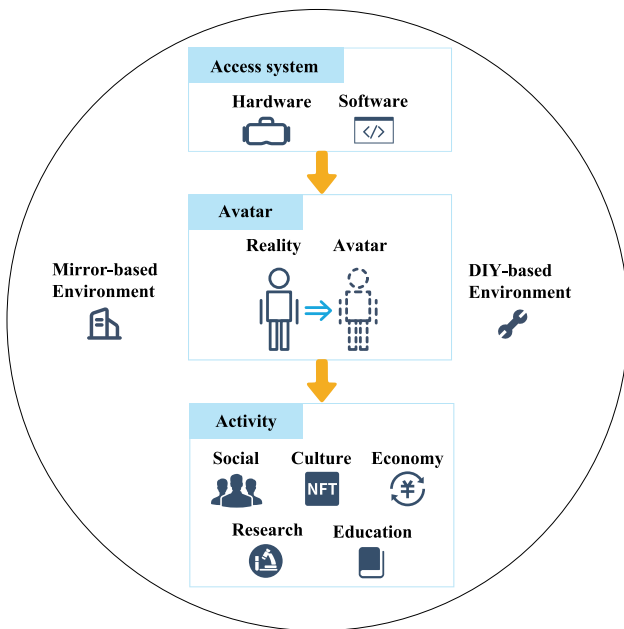 Access system
Hardware Software
</>
Avatar
Reality Avatar
Mirror-based
Environment
DIY-based
Environment
Activity
Social Culture Economy
NFT
¥
Research Education